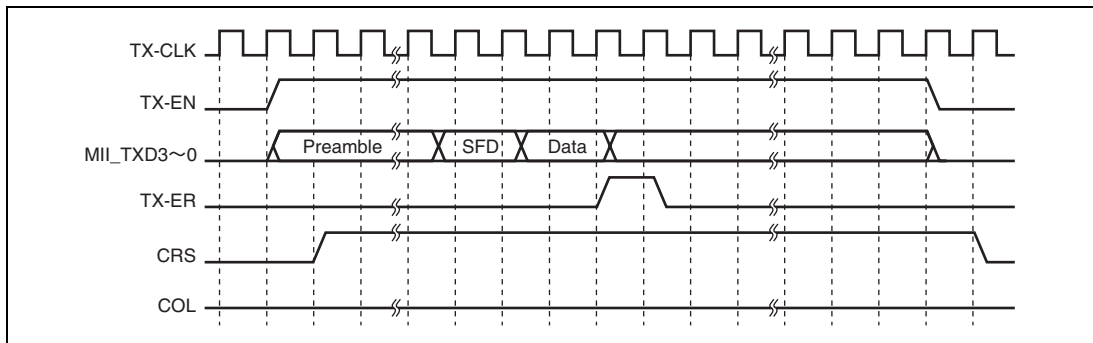 TX-CLK
TX-EN
MII_TXD3～0
Preamble
SFD
Data
TX-ER
CRS
COL